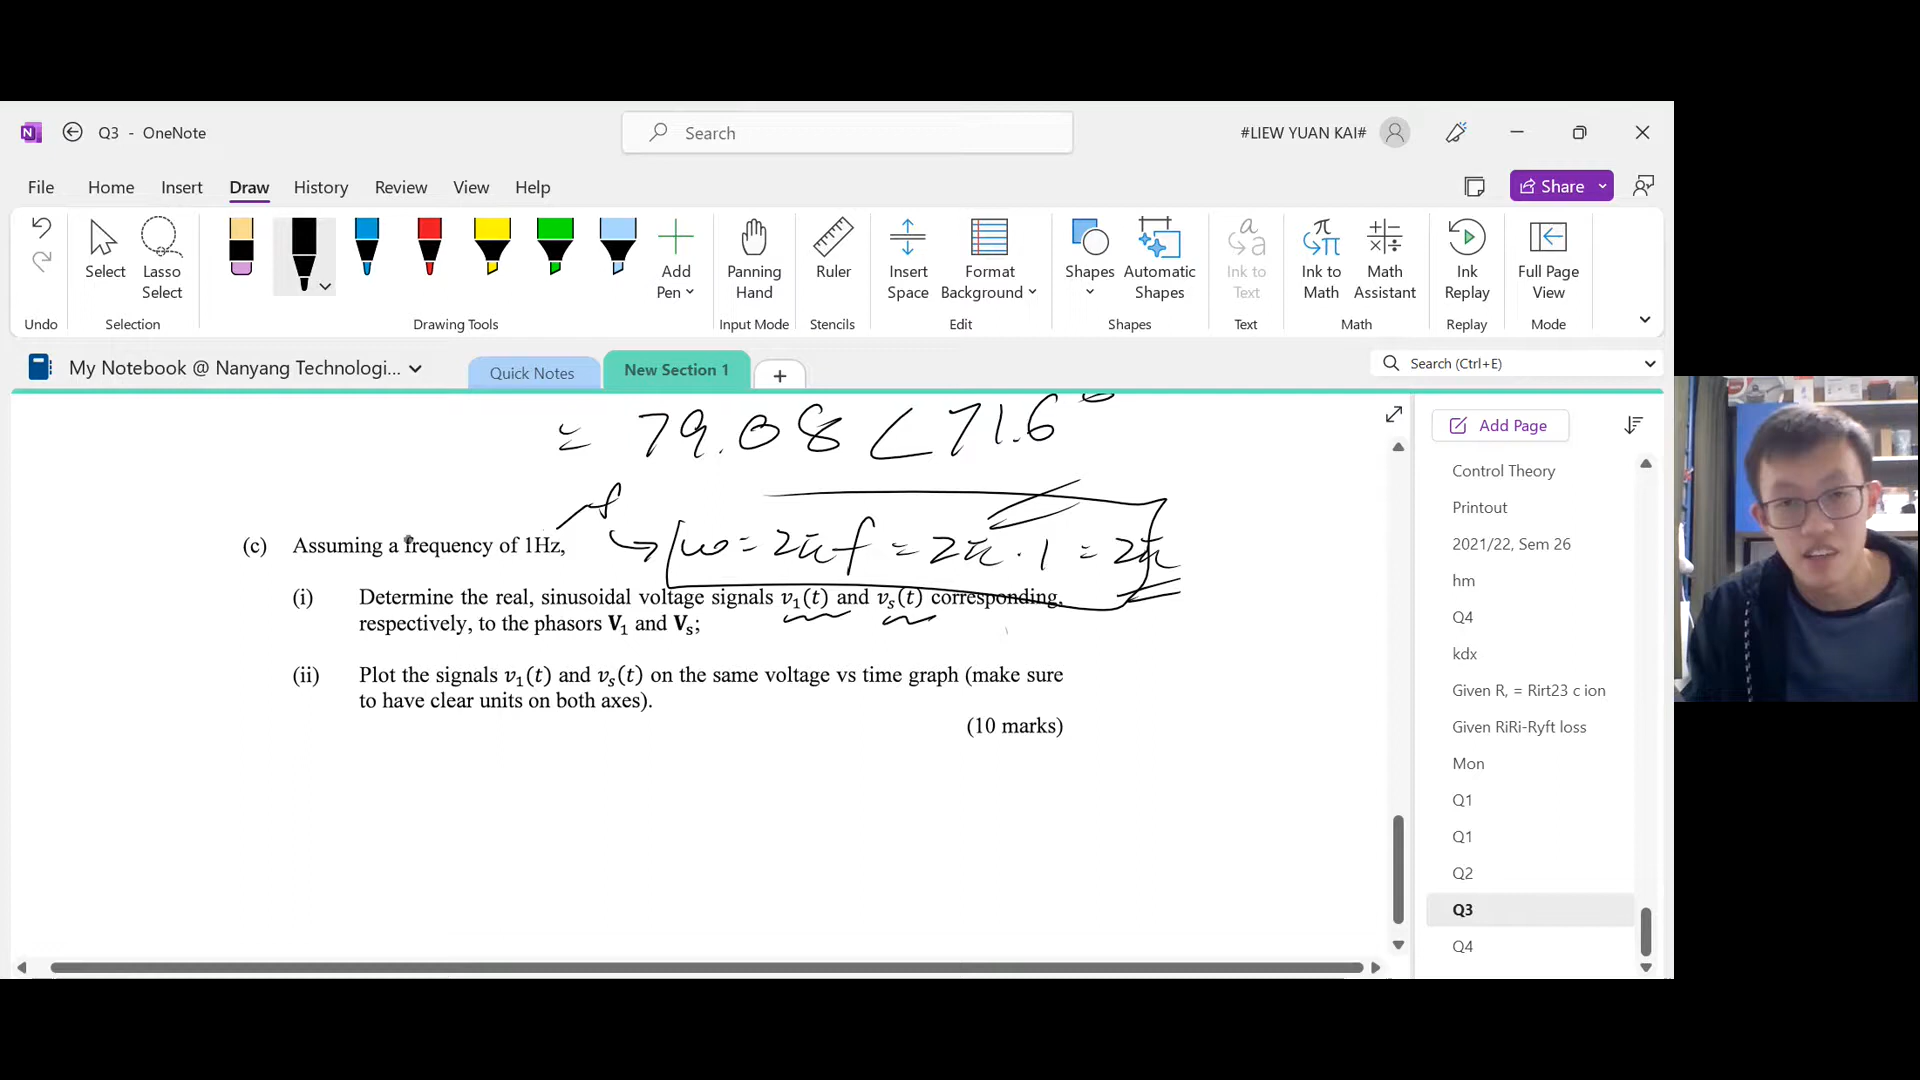 Q3 - OneNote
Search
#LIEW YUAN KAI#
File
Home
Insert
Draw
History
Review
View
Help
Share
Select
Lasso Select
Add Pen
Panning Hand
Ruler
Insert Space
Format Background
Shapes
Automatic Shapes
Ink to Text
Ink to Math
Math Assistant
Ink Replay
Full Page View
Undo
Selection
Drawing Tools
Input Mode
Stencils
Edit
Shapes
Text
Math
Replay
Mode
My Notebook @ Nanyang Technologi...
Quick Notes
New Section 1
+
Search (Ctrl+E)
= 79.08 ∠ 71.6°
f
(c) Assuming a frequency of 1Hz,
ω = 2πf = 2π · 1 = 2π
(i) Determine the real, sinusoidal voltage signals v₁(t) and vₛ(t) corresponding,
respectively, to the phasors V₁ and Vₛ;
(ii) Plot the signals v₁(t) and vₛ(t) on the same voltage vs time graph (make sure
to have clear units on both axes).
(10 marks)
Add Page
Control Theory
Printout
2021/22, Sem 26
hm
Q4
kdx
Given R, = Rirt23 c ion
Given RiRi-Ryft loss
Mon
Q1
Q1
Q2
Q3
Q4